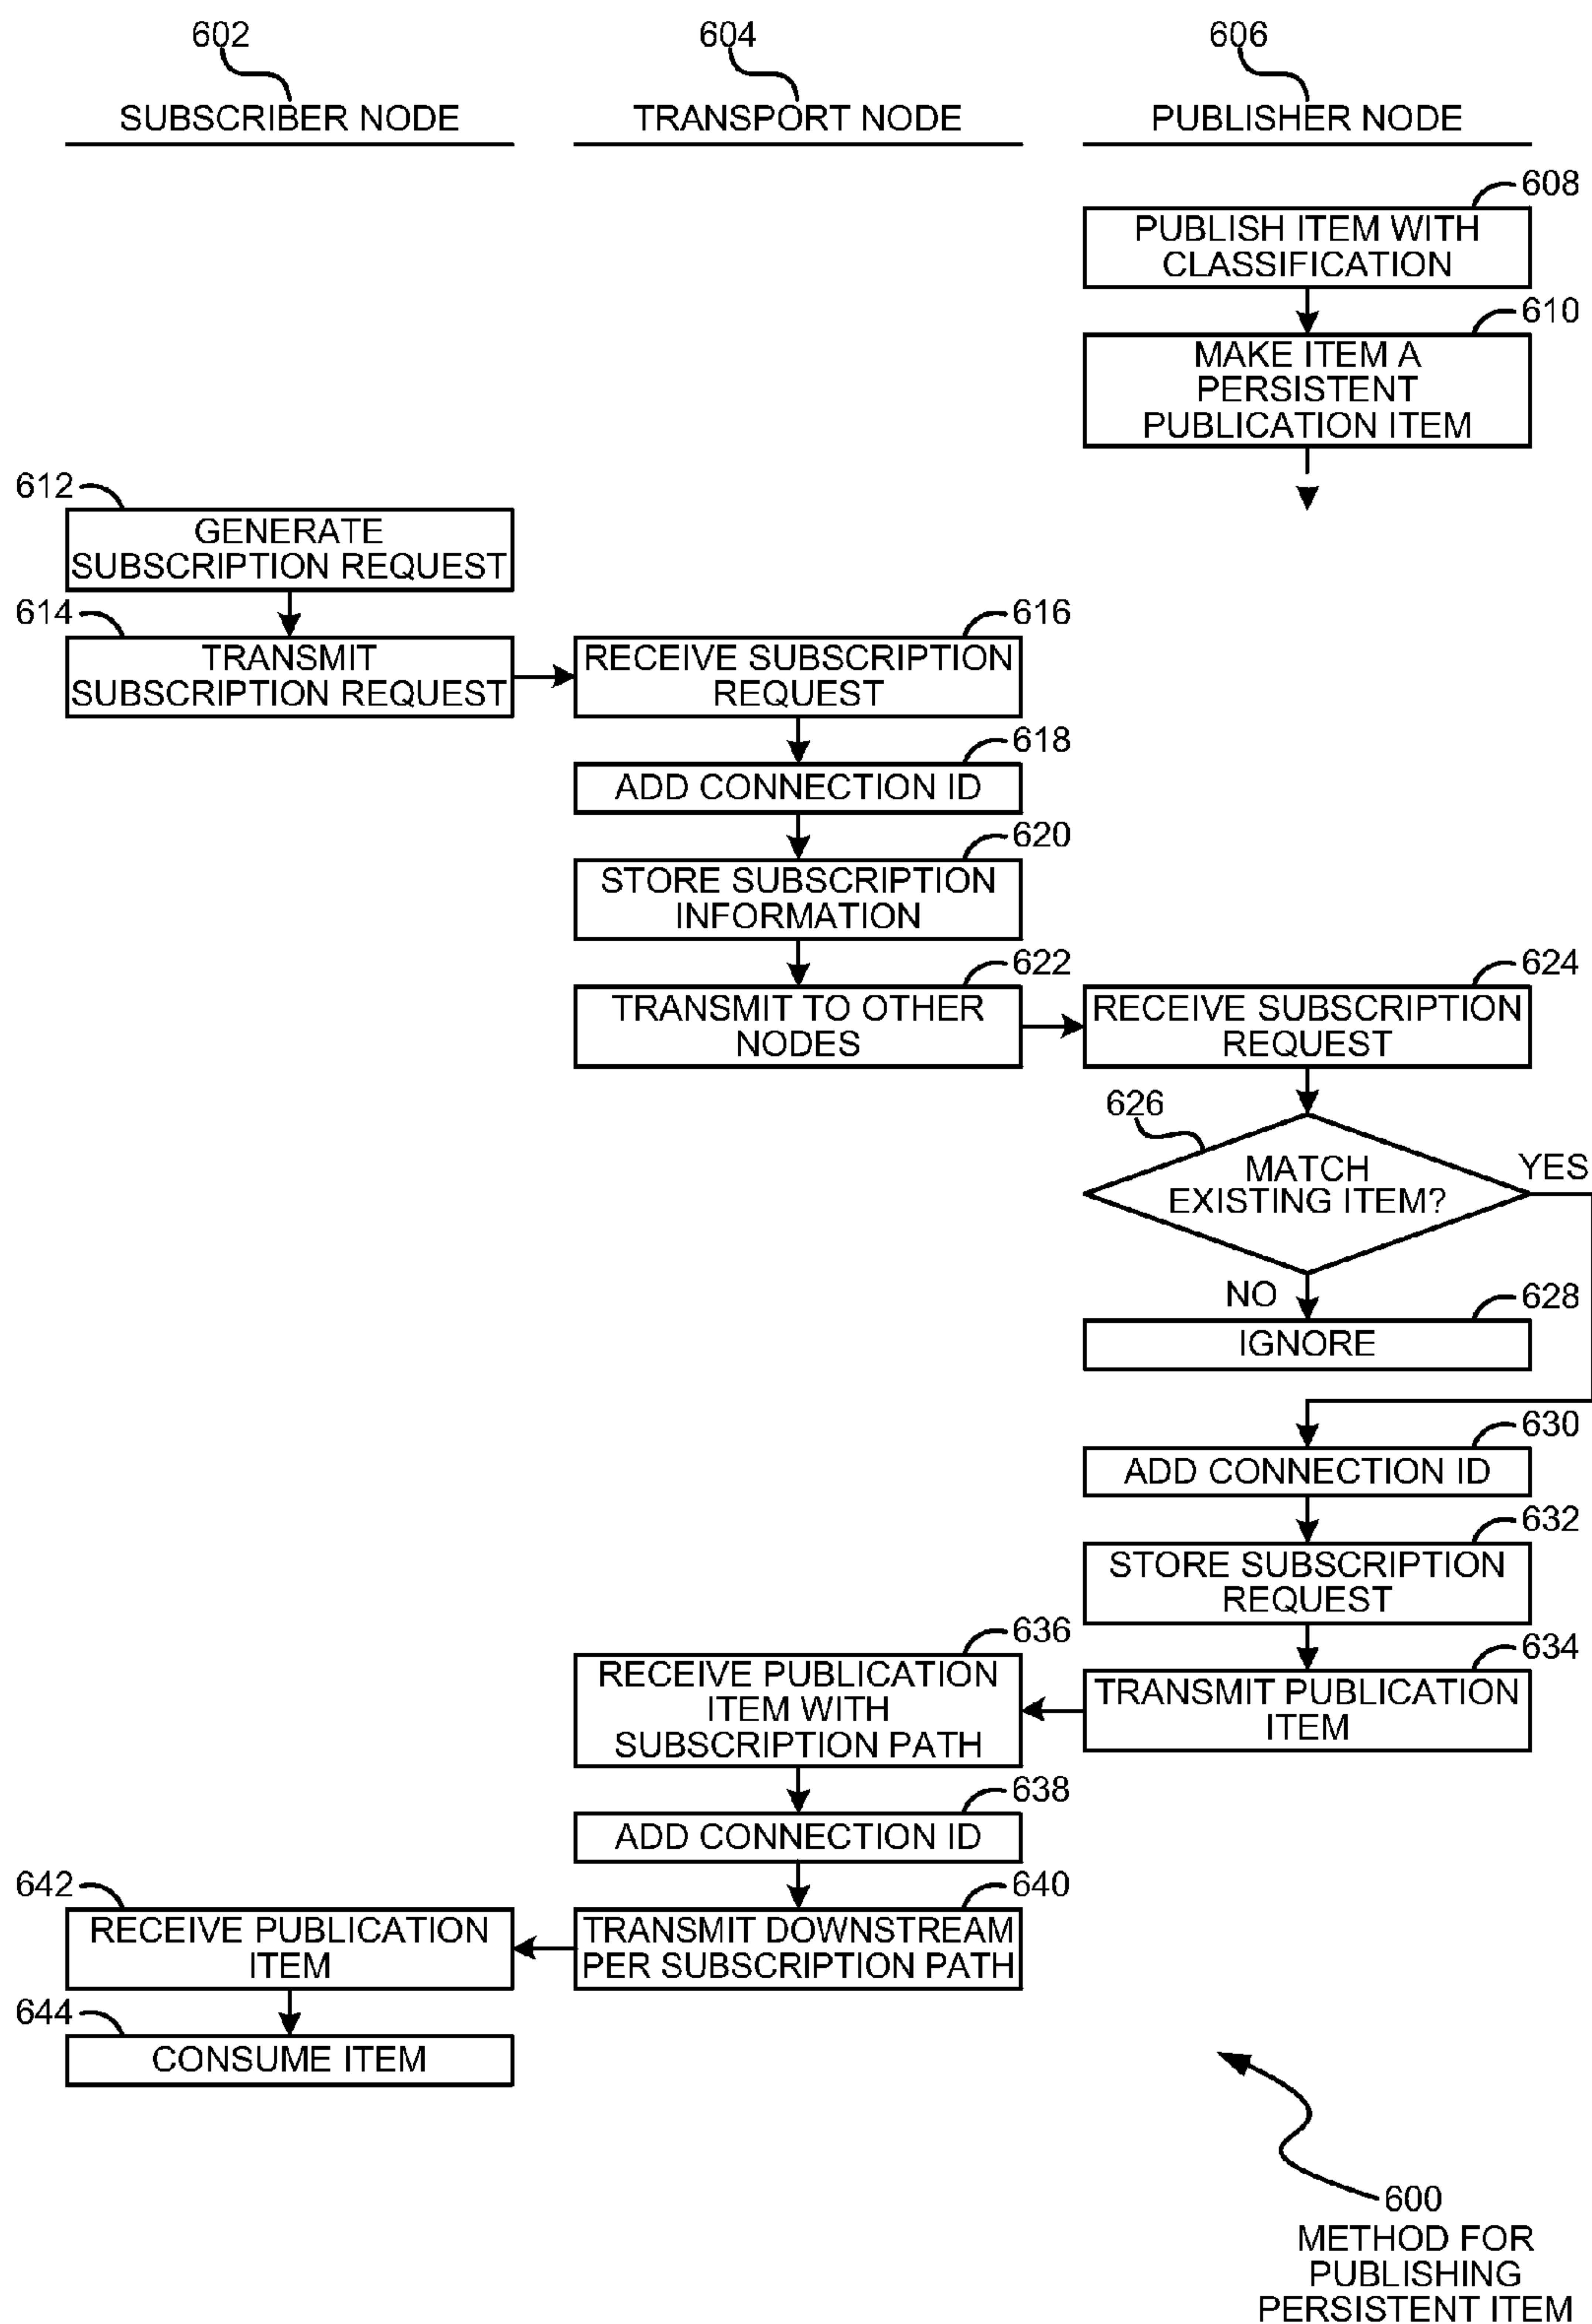 602
604
606
SUBSCRIBER NODE
TRANSPORT NODE
PUBLISHER NODE
608
PUBLISH ITEM WITH
CLASSIFICATION
610
MAKE ITEM A
PERSISTENT
PUBLICATION ITEM
612
GENERATE
SUBSCRIPTION REQUEST
614
TRANSMIT
SUBSCRIPTION REQUEST
616
RECEIVE SUBSCRIPTION
REQUEST
618
ADD CONNECTION ID
620
STORE SUBSCRIPTION
INFORMATION
622
TRANSMIT TO OTHER
NODES
624
RECEIVE SUBSCRIPTION
REQUEST
626
MATCH
EXISTING ITEM?
YES
NO
628
IGNORE
630
ADD CONNECTION ID
632
STORE SUBSCRIPTION
REQUEST
634
TRANSMIT PUBLICATION
ITEM
636
RECEIVE PUBLICATION
ITEM WITH
SUBSCRIPTION PATH
638
ADD CONNECTION ID
640
TRANSMIT DOWNSTREAM
PER SUBSCRIPTION PATH
642
RECEIVE PUBLICATION
ITEM
644
CONSUME ITEM
600
METHOD FOR
PUBLISHING
PERSISTENT ITEM